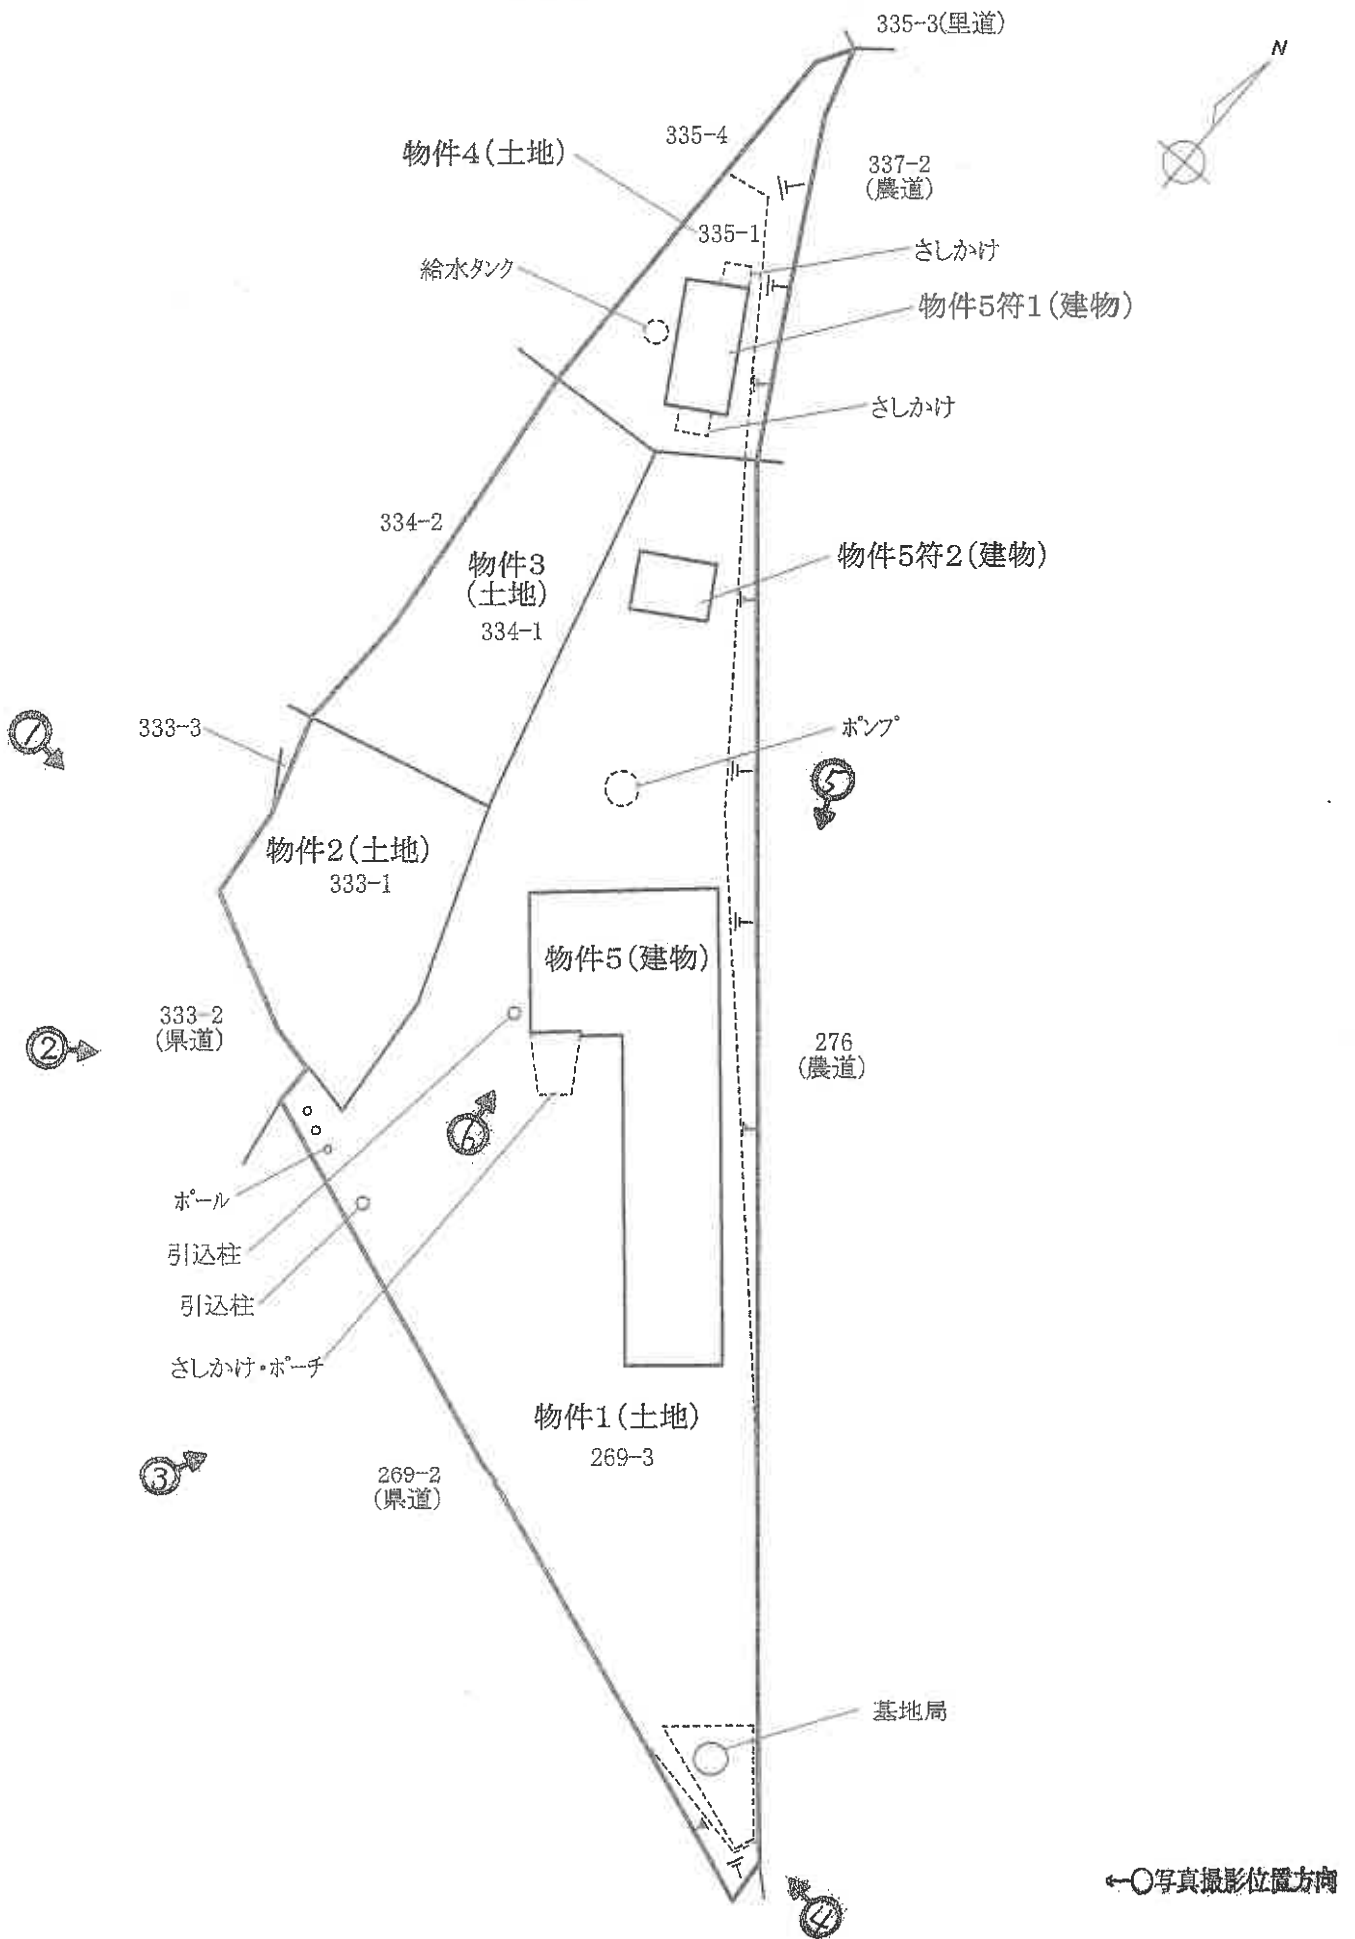 335-3(里道)
N
335-4
物件4(土地)
337-2
(農道)
335-1
さしかけ
給水タンク
物件5符1(建物)
さしかけ
334-2
物件5符2(建物)
物件3
(土地)
334-1
333-3
ポンプ
1
5
物件2(土地)
333-1
物件5(建物)
333-2
(県道)
2
276
(農道)
6
ポール
引込柱
引込柱
さしかけ・ポーチ
物件1(土地)
269-3
3
269-2
(県道)
基地局
4
←○写真撮影位置方向